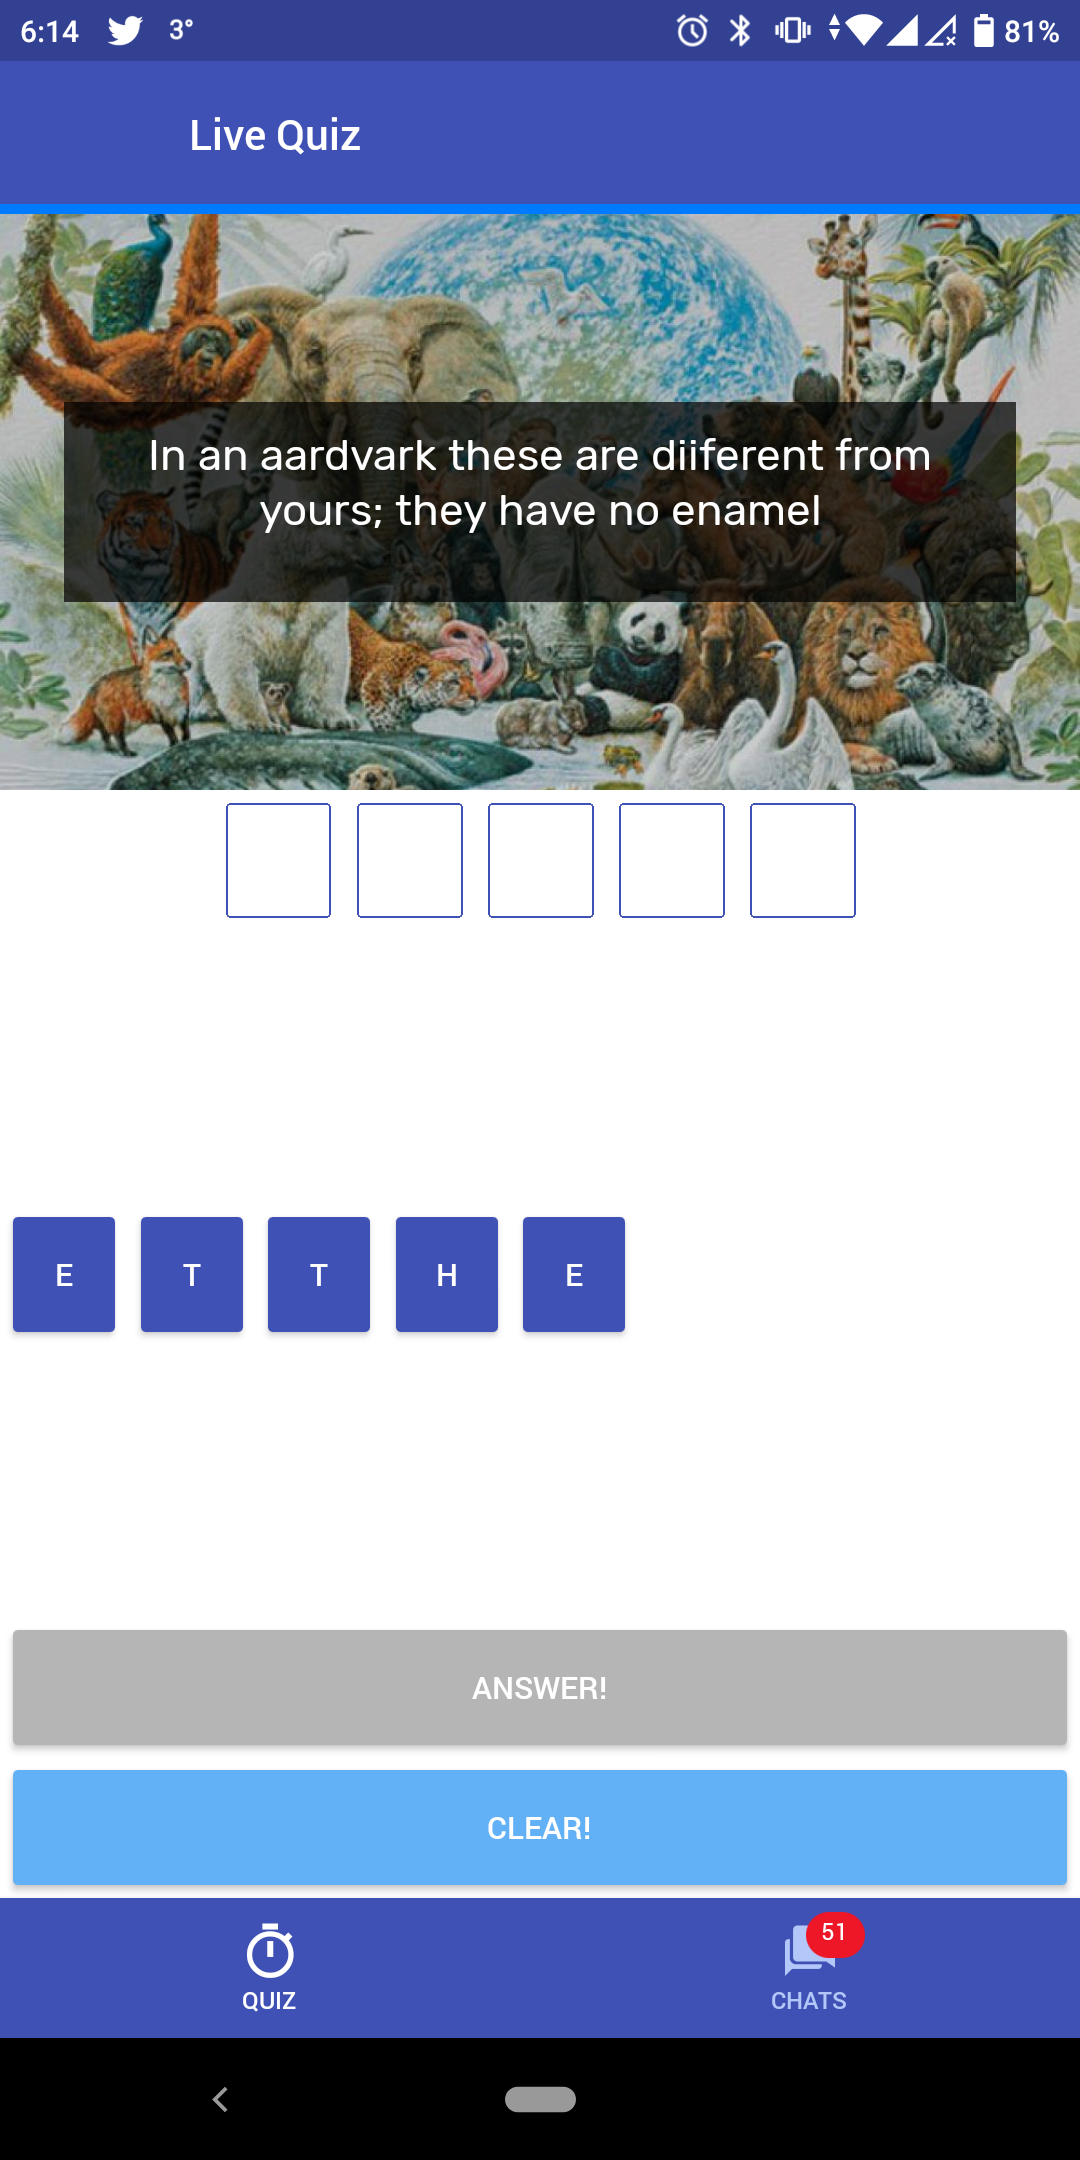 6:14 3° 81%
Live Quiz
In an aardvark these are diiferent from
yours; they have no enamel
E T T H E
ANSWER!
CLEAR!
51
QUIZ CHATS